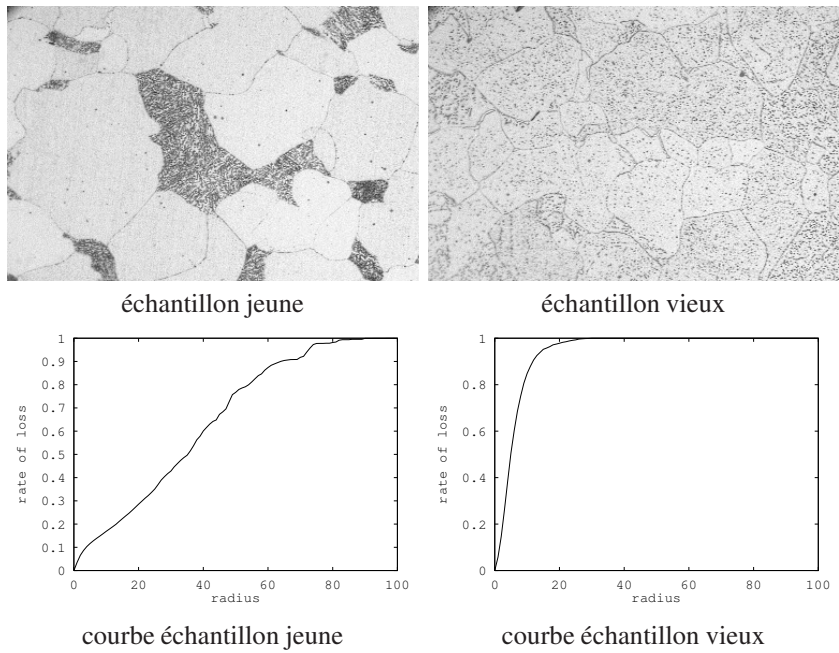 échantillon jeune
échantillon vieux
1
0.9
0.8
0.7
0.6
0.5
0.4
0.3
0.2
0.1
0
rate of loss
0 20 40 60 80 100
radius
1
0.8
0.6
0.4
0.2
0
rate of loss
0 20 40 60 80 100
radius
courbe échantillon jeune
courbe échantillon vieux